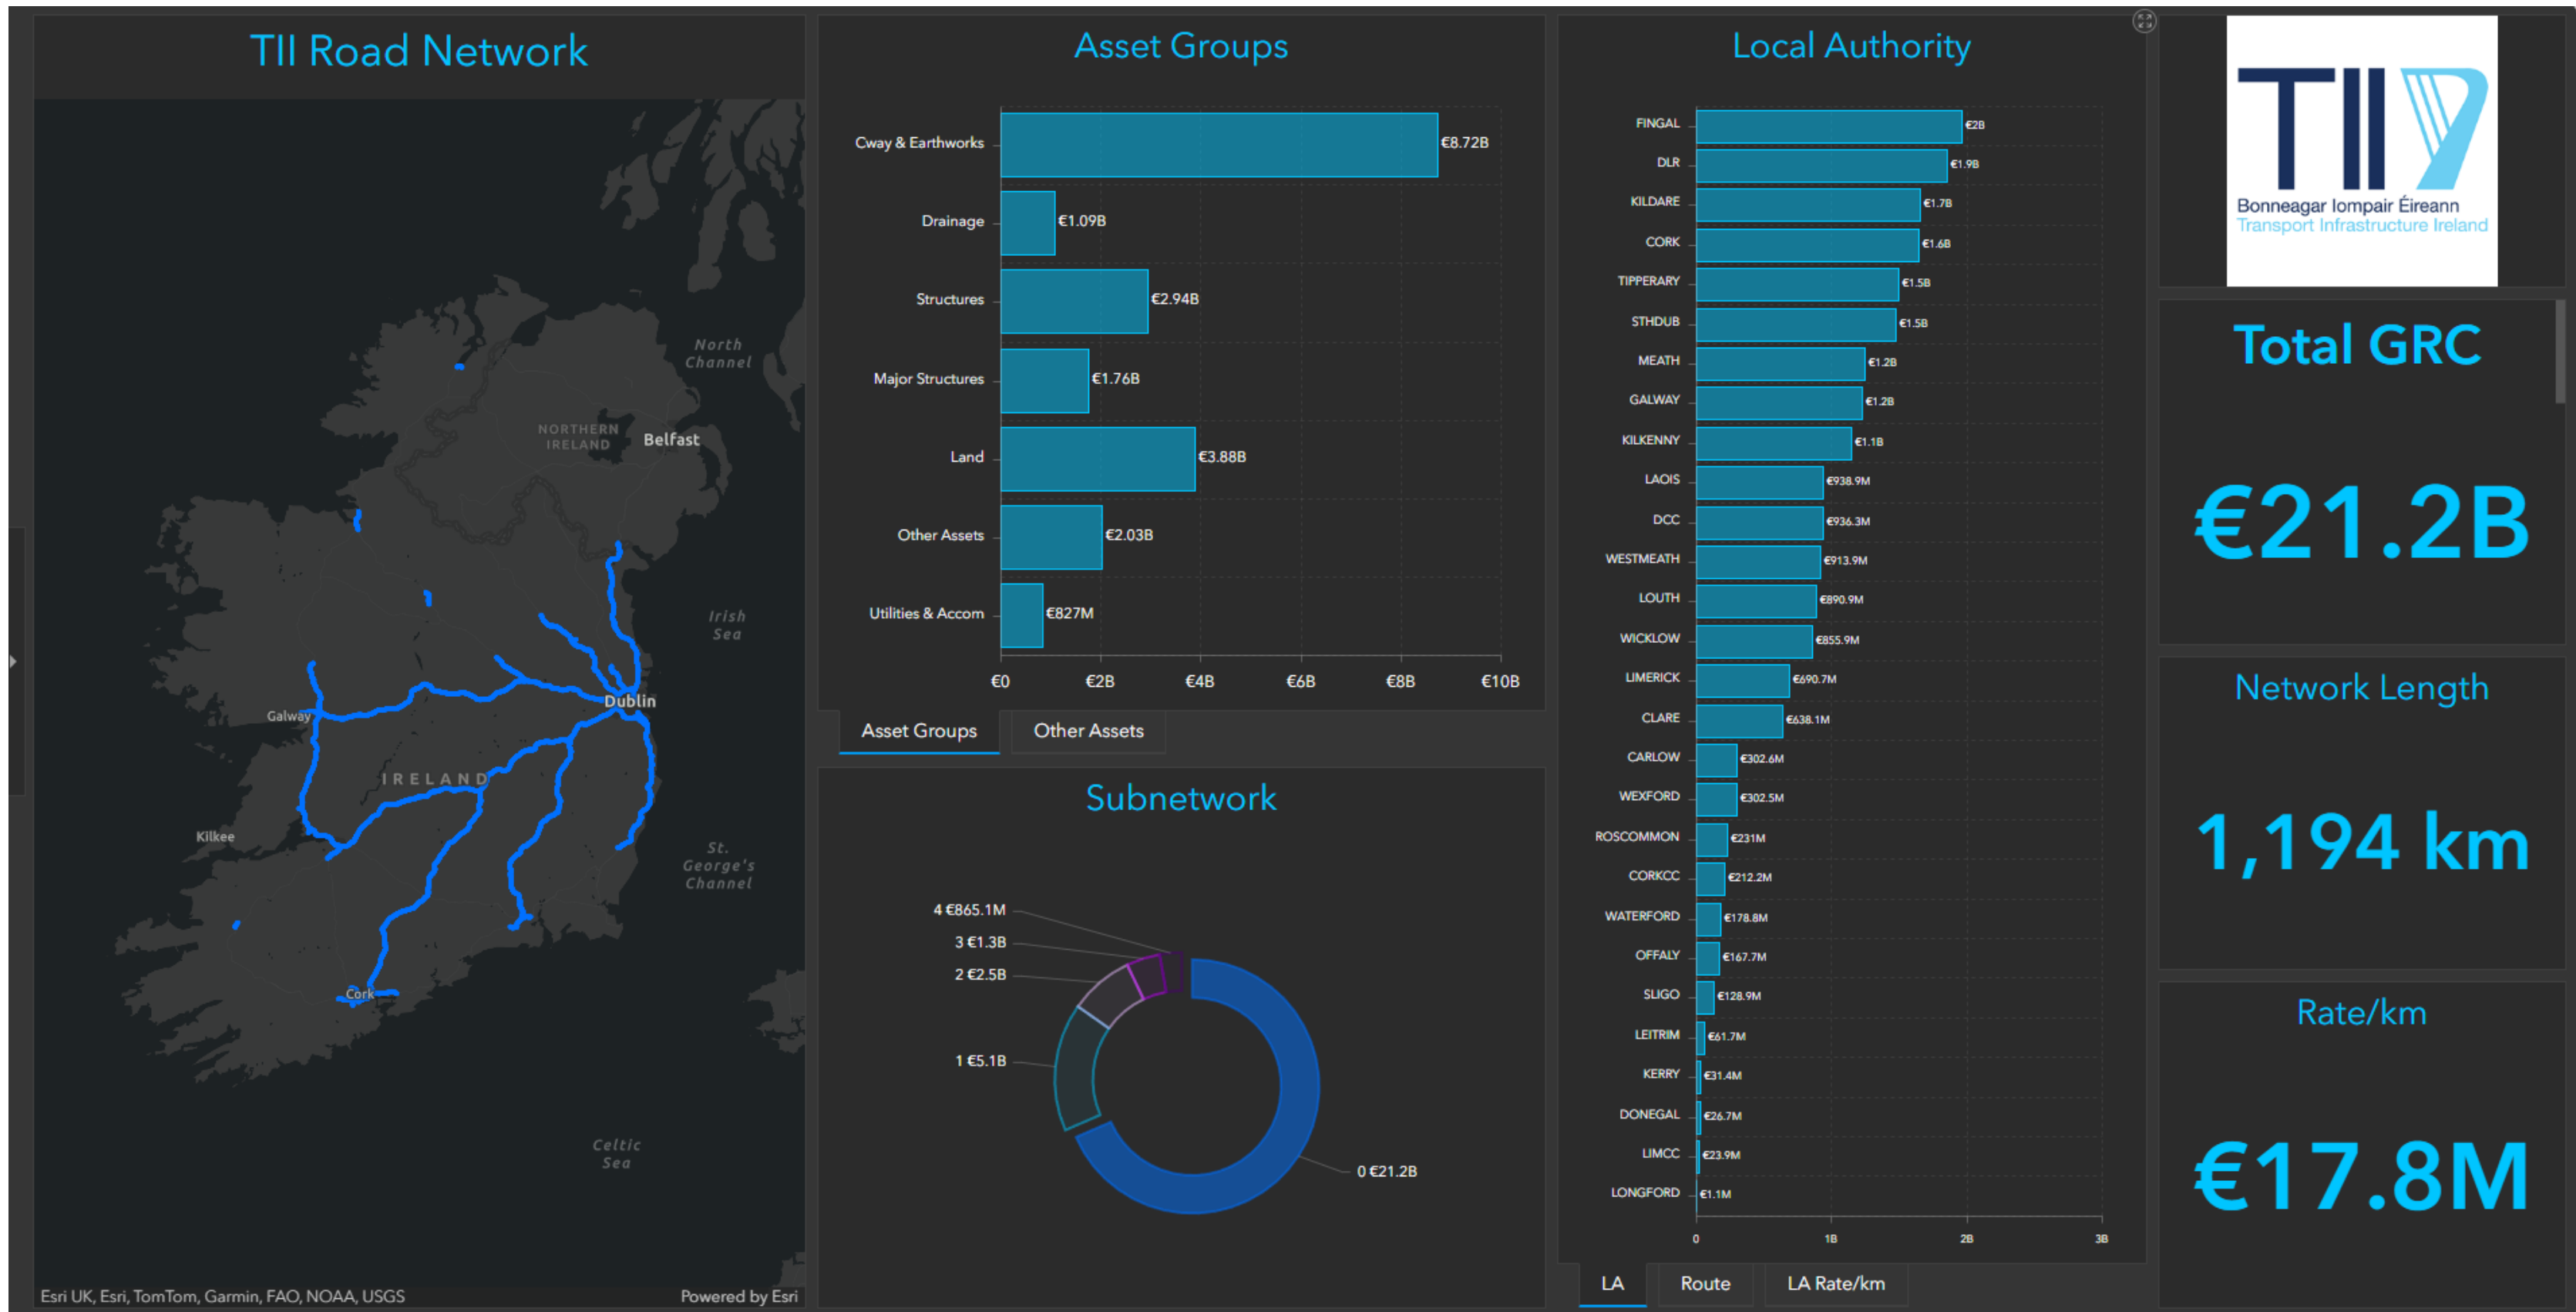 TII Road Network
North
Channel
NORTHERN
IRELAND
Belfast
Irish
Sea
Dublin
Galway
IRELAND
Kilkee
St.
George's
Channel
Cork
Celtic
Sea
Esri UK, Esri, TomTom, Garmin, FAO, NOAA, USGS
Powered by Esri
Asset Groups
Cway & Earthworks €8.72B
Drainage €1.09B
Structures €2.94B
Major Structures €1.76B
Land €3.88B
Other Assets €2.03B
Utilities & Accom €827M
€0 €2B €4B €6B €8B €10B
Asset Groups Other Assets
Subnetwork
4 €865.1M
3 €1.3B
2 €2.5B
1 €5.1B
0 €21.2B
Local Authority
FINGAL €2B
DLR €1.9B
KILDARE €1.7B
CORK €1.6B
TIPPERARY €1.5B
STHDUB €1.5B
MEATH €1.2B
GALWAY €1.2B
KILKENNY €1.1B
LAOIS €938.9M
DCC €936.3M
WESTMEATH €913.9M
LOUTH €890.9M
WICKLOW €855.9M
LIMERICK €690.7M
CLARE €638.1M
CARLOW €302.6M
WEXFORD €302.5M
ROSCOMMON €231M
CORKCC €212.2M
WATERFORD €178.8M
OFFALY €167.7M
SLIGO €128.9M
LEITRIM €61.7M
KERRY €31.4M
DONEGAL €26.7M
LIMCC €23.9M
LONGFORD €1.1M
0 1B 2B 3B
LA Route LA Rate/km
TII
Bonneagar Iompair Éireann
Transport Infrastructure Ireland
Total GRC
€21.2B
Network Length
1,194 km
Rate/km
€17.8M